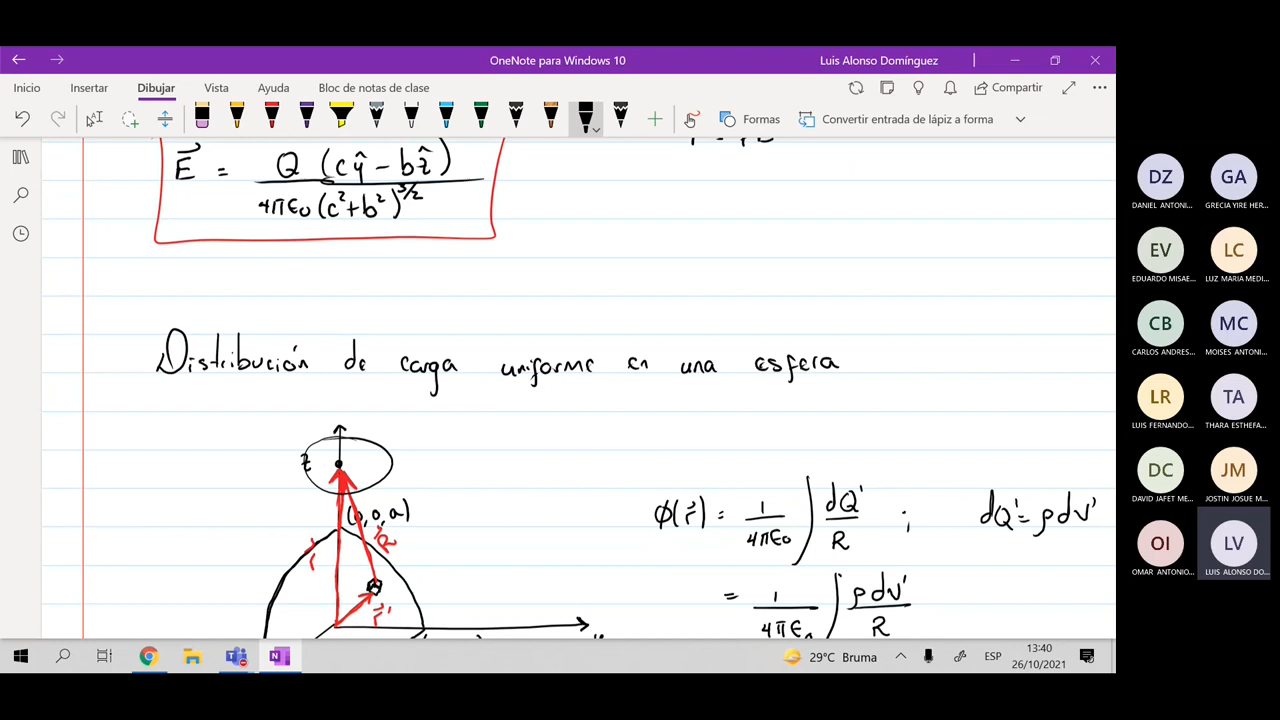 OneNote para Windows 10
Luis Alonso Domínguez
Inicio Insertar Dibujar Vista Ayuda Bloc de notas de clase
Compartir
Formas
Convertir entrada de lápiz a forma
E = Q (cŷ − bẑ)
4πε₀ (c² + b²)^3/2
Distribución de carga uniforme en una esfera
z
(0, 0, a)
R
r
r'
φ(r) = 1/4πε₀ ∫ dQ'/R ; dQ' = ρ dv'
= 1/4πε₀ ∫ ρ dv'/R
DZ
DANIEL ANTONI...
GA
GRECIA YIRE HER...
EV
EDUARDO MISAE...
LC
LUZ MARIA MEDI...
CB
CARLOS ANDRES...
MC
MOISES ANTONI...
LR
LUIS FERNANDO...
TA
THARA ESTHEFA...
DC
DAVID JAFET ME...
JM
JOSTIN JOSUE M...
OI
OMAR ANTONIO...
LV
LUIS ALONSO DO...
29°C Bruma
ESP
13:40
26/10/2021